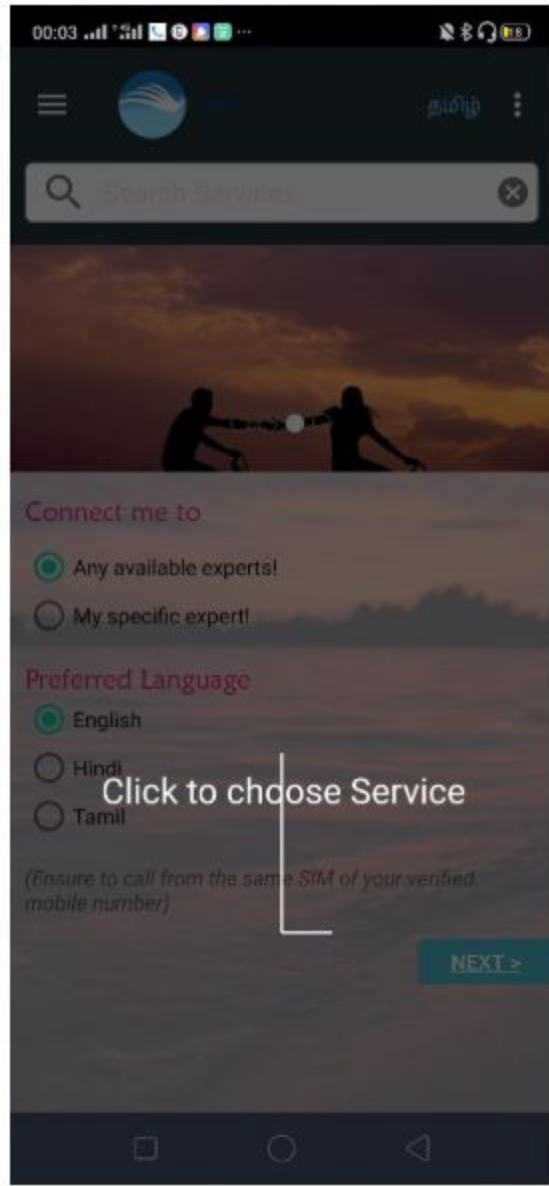 00:03
18
தமிழ்
Search Services
Connect me to
Any available experts!
My specific expert!
Preferred Language
English
Hindi
Click to choose Service
Tamil
(Ensure to call from the same SIM of your verified
mobile number)
NEXT >